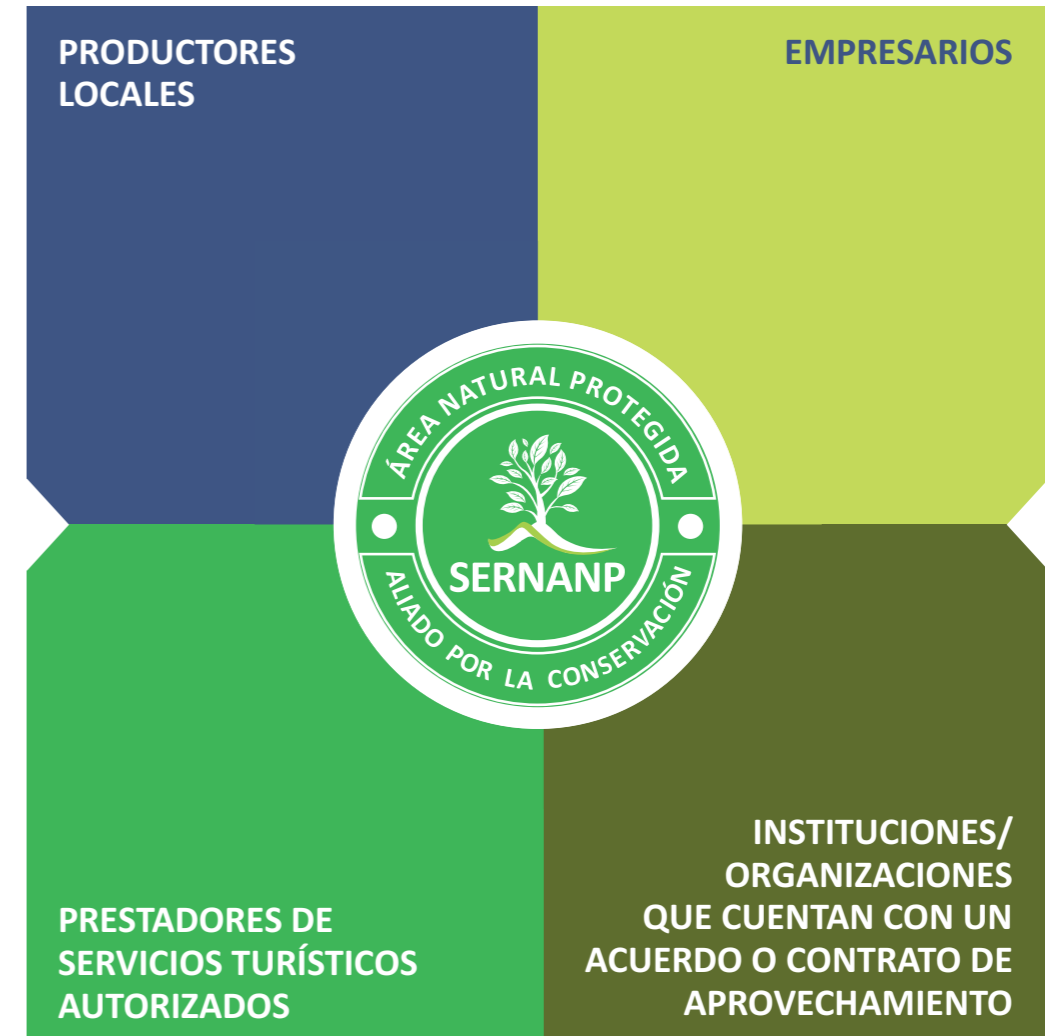 PRODUCTORES
LOCALES
EMPRESARIOS
ÁREA NATURAL PROTEGIDA
SERNANP
ALIADO POR LA CONSERVACIÓN
PRESTADORES DE
SERVICIOS TURÍSTICOS
AUTORIZADOS
INSTITUCIONES/
ORGANIZACIONES
QUE CUENTAN CON UN
ACUERDO O CONTRATO DE
APROVECHAMIENTO